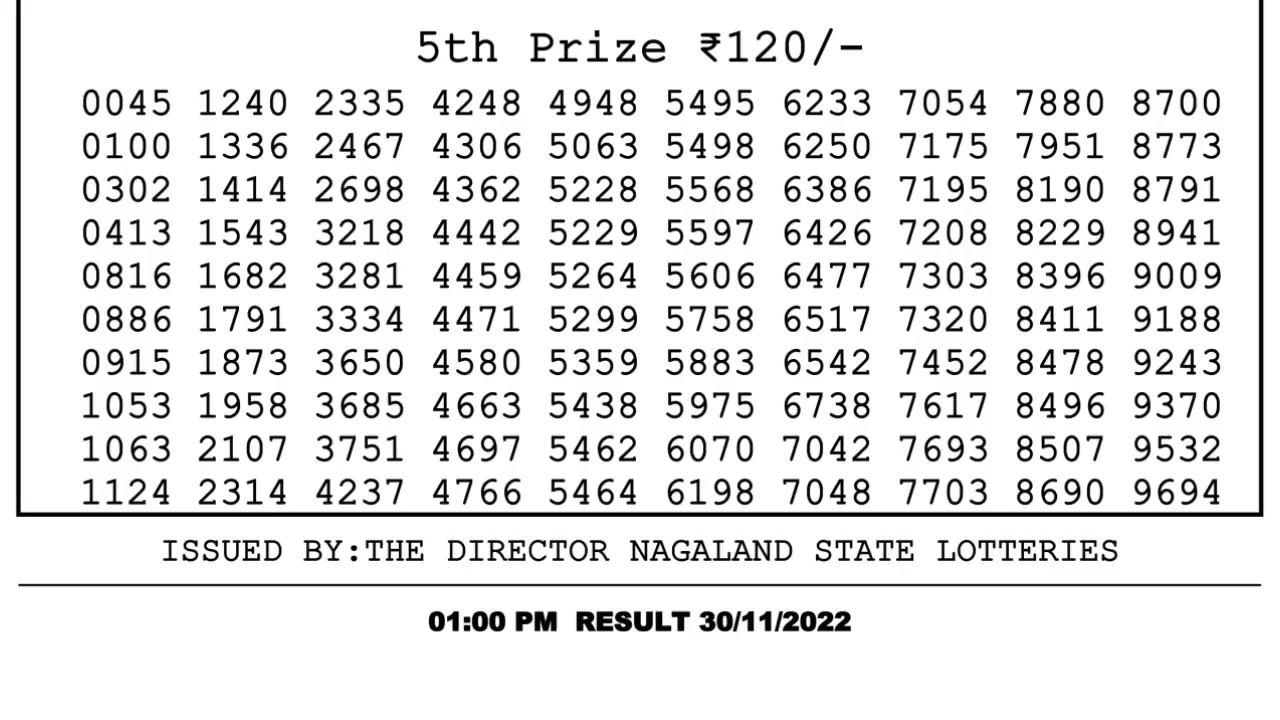 5th Prize ₹120/-
0045 1240 2335 4248 4948 5495 6233 7054 7880 8700
0100 1336 2467 4306 5063 5498 6250 7175 7951 8773
0302 1414 2698 4362 5228 5568 6386 7195 8190 8791
0413 1543 3218 4442 5229 5597 6426 7208 8229 8941
0816 1682 3281 4459 5264 5606 6477 7303 8396 9009
0886 1791 3334 4471 5299 5758 6517 7320 8411 9188
0915 1873 3650 4580 5359 5883 6542 7452 8478 9243
1053 1958 3685 4663 5438 5975 6738 7617 8496 9370
1063 2107 3751 4697 5462 6070 7042 7693 8507 9532
1124 2314 4237 4766 5464 6198 7048 7703 8690 9694
ISSUED BY:THE DIRECTOR NAGALAND STATE LOTTERIES
01:00 PM RESULT 30/11/2022